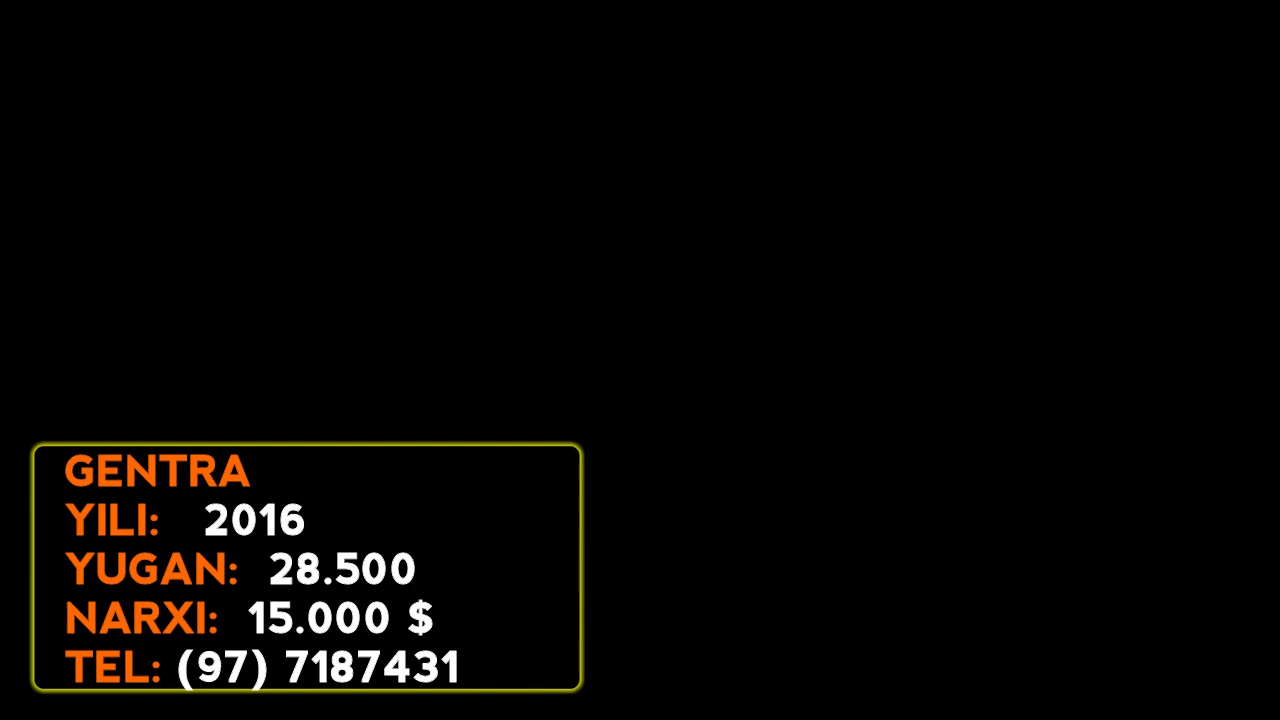 GENTRA
YILI: 2016
YUGAN: 28.500
NARXI: 15.000 $
TEL: (97) 7187431